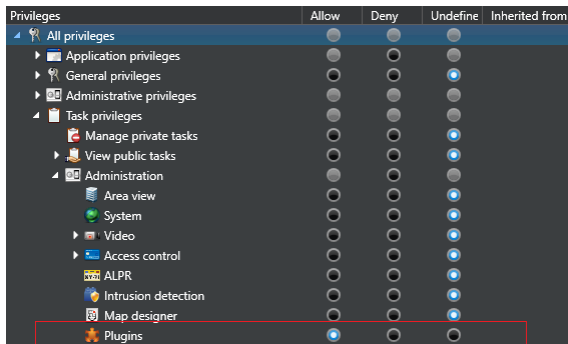 Privileges Allow Deny Undefine Inherited from
All privileges
Application privileges
General privileges
Administrative privileges
Task privileges
Manage private tasks
View public tasks
Administration
Area view
System
Video
Access control
ALPR
Intrusion detection
Map designer
Plugins